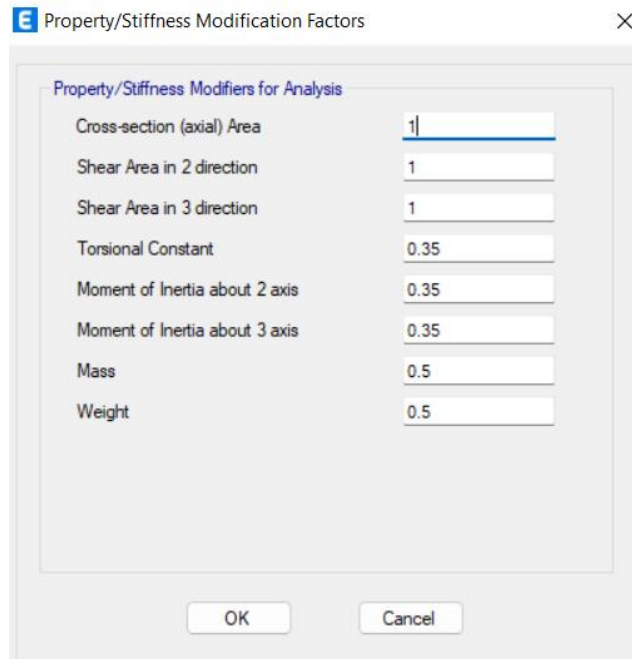 E Property/Stiffness Modification Factors
Property/Stiffness Modifiers for Analysis
Cross-section (axial) Area 1
Shear Area in 2 direction 1
Shear Area in 3 direction 1
Torsional Constant 0.35
Moment of Inertia about 2 axis 0.35
Moment of Inertia about 3 axis 0.35
Mass 0.5
Weight 0.5
OK Cancel